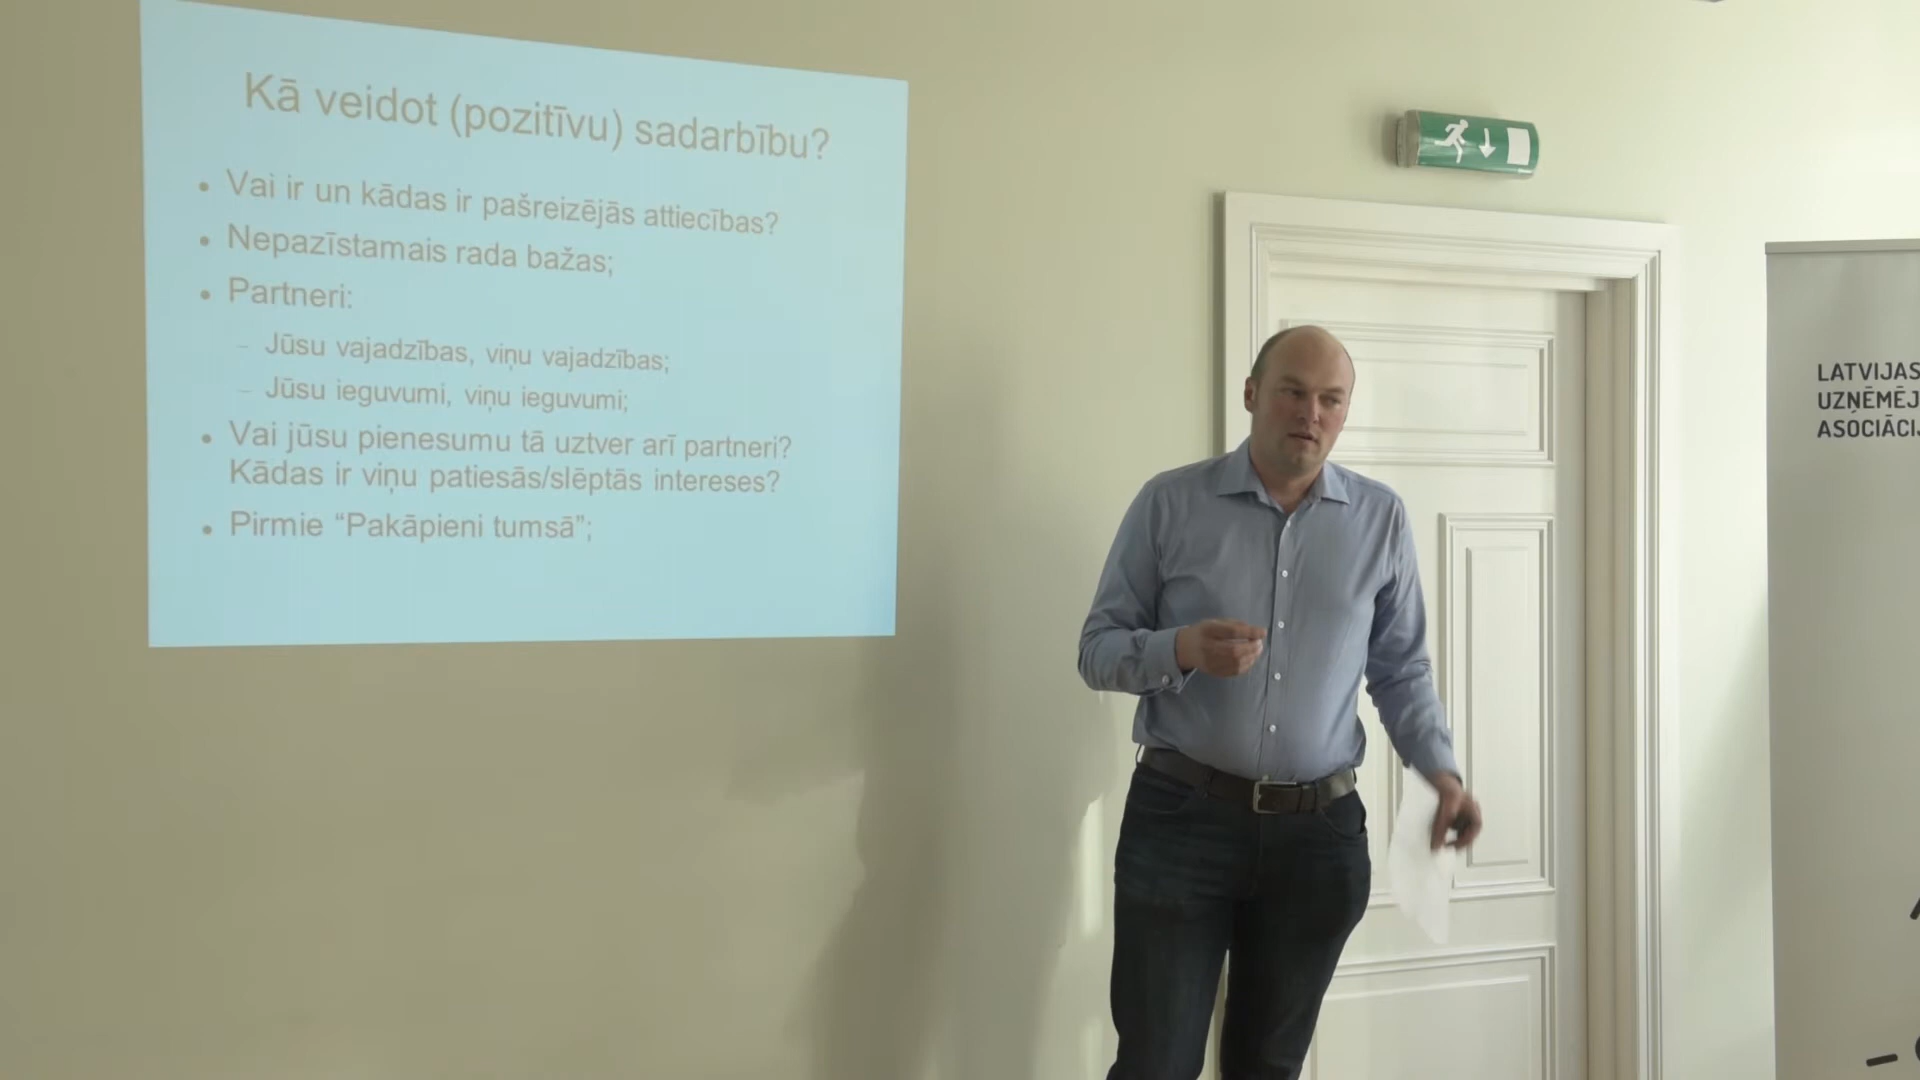 Kā veidot (pozitīvu) sadarbību?
• Vai ir un kādas ir pašreizējās attiecības?
• Nepazīstamais rada bažas;
• Partneri:
– Jūsu vajadzības, viņu vajadzības;
– Jūsu ieguvumi, viņu ieguvumi;
• Vai jūsu pienesumu tā uztver arī partneri?
Kādas ir viņu patiesās/slēptās intereses?
• Pirmie “Pakāpieni tumsā”;
LATVIJAS
UZŅĒMĒJ
ASOCIĀCIJ